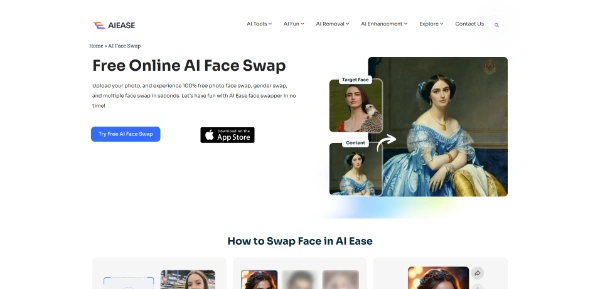 AIEASE
AI Tools
AI Fun
AI Removal
AI Enhancement
Explore
Contact Us
Home » AI Face Swap
Free Online AI Face Swap
Upload your photo, and experience 100% free photo face swap, gender swap,
and multiple face swap in seconds. Let's have fun with AI Ease face swapper in no
time!
Try Free AI Face Swap
Download on the
App Store
Target Face
Content
How to Swap Face in AI Ease